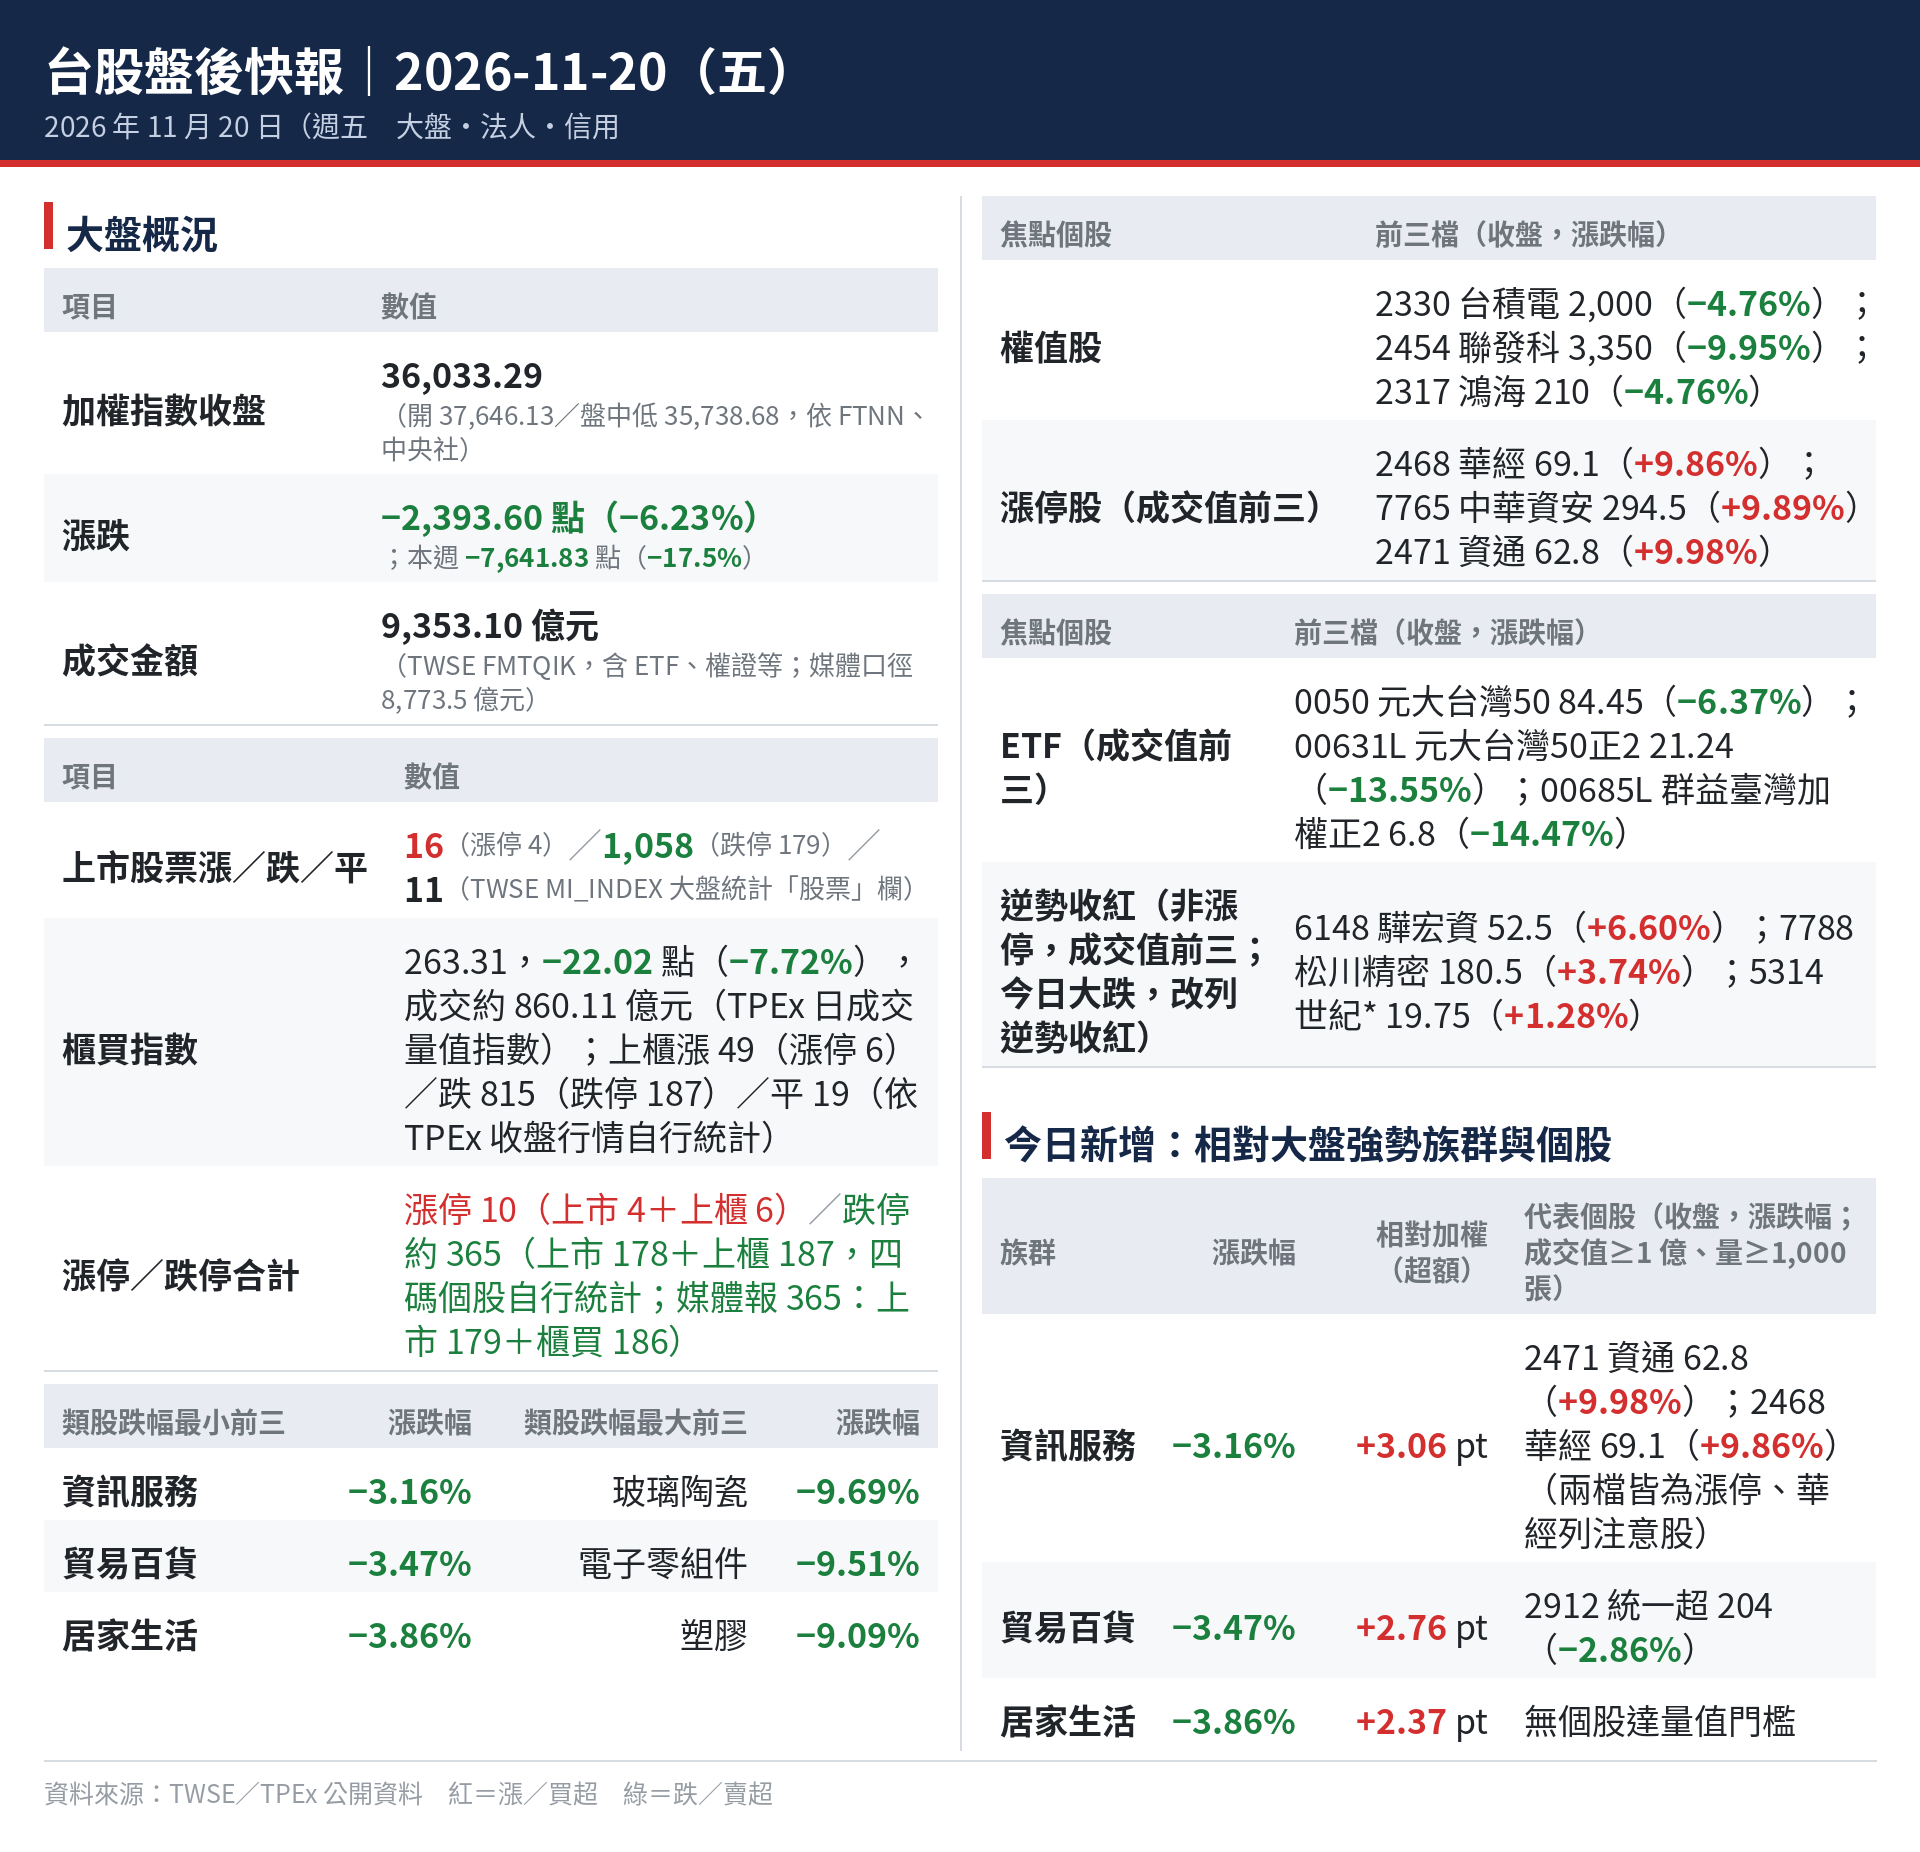 台股盤後快報｜2026-11-20（五）
2026 年 11 月 20 日（週五　大盤・法人・信用
大盤概況
項目　數值
加權指數收盤
36,033.29
（開 37,646.13／盤中低 35,738.68，依 FTNN、
中央社）
漲跌
−2,393.60 點（−6.23%）
；本週 −7,641.83 點（−17.5%）
成交金額
9,353.10 億元
（TWSE FMTQIK，含 ETF、權證等；媒體口徑
8,773.5 億元）
項目　數值
上市股票漲／跌／平
16（漲停 4）／1,058（跌停 179）／
11（TWSE MI_INDEX 大盤統計「股票」欄）
櫃買指數
263.31，−22.02 點（−7.72%），
成交約 860.11 億元（TPEx 日成交
量值指數）；上櫃漲 49（漲停 6）
／跌 815（跌停 187）／平 19（依
TPEx 收盤行情自行統計）
漲停／跌停合計
漲停 10（上市 4＋上櫃 6）／跌停
約 365（上市 178＋上櫃 187，四
碼個股自行統計；媒體報 365：上
市 179＋櫃買 186）
類股跌幅最小前三　漲跌幅　類股跌幅最大前三　漲跌幅
資訊服務　−3.16%　玻璃陶瓷　−9.69%
貿易百貨　−3.47%　電子零組件　−9.51%
居家生活　−3.86%　塑膠　−9.09%
焦點個股　前三檔（收盤，漲跌幅）
權值股
2330 台積電 2,000（−4.76%）；
2454 聯發科 3,350（−9.95%）；
2317 鴻海 210（−4.76%）
漲停股（成交值前三）
2468 華經 69.1（+9.86%）；
7765 中華資安 294.5（+9.89%）
2471 資通 62.8（+9.98%）
焦點個股　前三檔（收盤，漲跌幅）
ETF（成交值前
三）
0050 元大台灣50 84.45（−6.37%）；
00631L 元大台灣50正2 21.24
（−13.55%）；00685L 群益臺灣加
權正2 6.8（−14.47%）
逆勢收紅（非漲
停，成交值前三；
今日大跌，改列
逆勢收紅）
6148 驊宏資 52.5（+6.60%）；7788
松川精密 180.5（+3.74%）；5314
世紀* 19.75（+1.28%）
今日新增：相對大盤強勢族群與個股
族群　漲跌幅
相對加權
（超額）
代表個股（收盤，漲跌幅；
成交值≥1 億、量≥1,000
張）
資訊服務　−3.16%　+3.06 pt
2471 資通 62.8
（+9.98%）；2468
華經 69.1（+9.86%）
（兩檔皆為漲停、華
經列注意股）
貿易百貨　−3.47%　+2.76 pt
2912 統一超 204
（−2.86%）
居家生活　−3.86%　+2.37 pt　無個股達量值門檻
資料來源：TWSE／TPEx 公開資料　紅＝漲／買超　綠＝跌／賣超